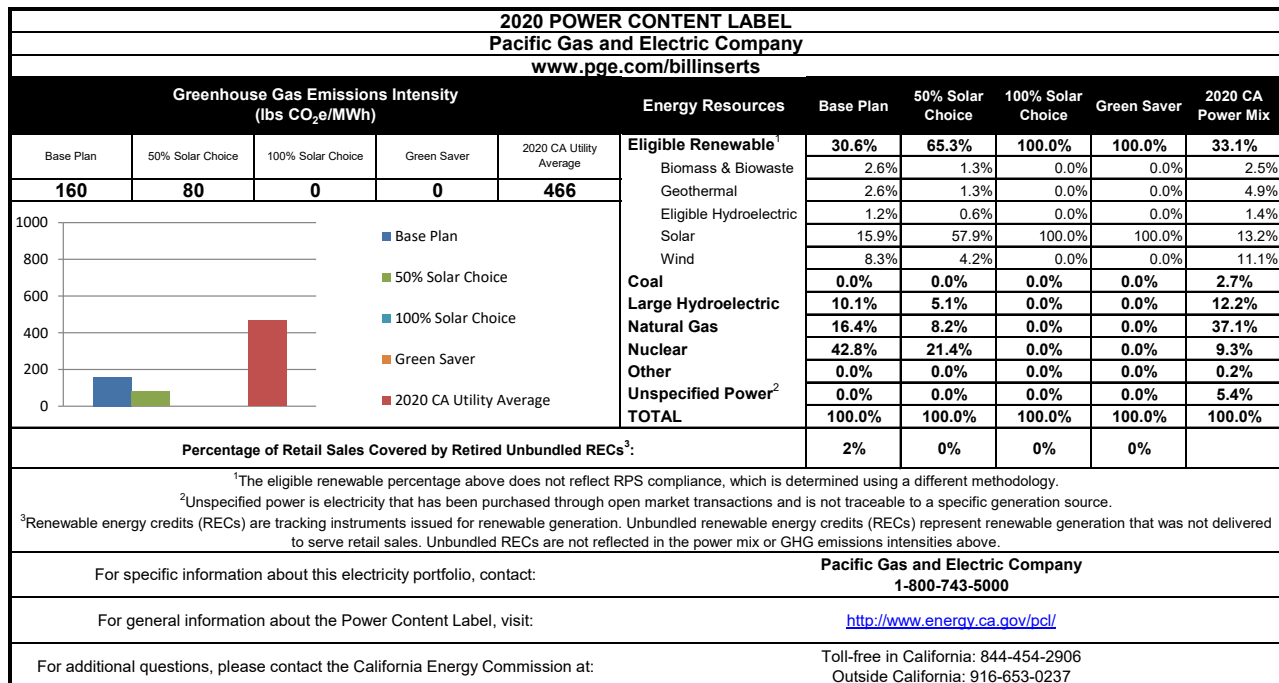 2020 POWER CONTENT LABEL
Pacific Gas and Electric Company
www.pge.com/billinserts
Greenhouse Gas Emissions Intensity
(lbs CO₂e/MWh)
Base Plan 50% Solar Choice 100% Solar Choice Green Saver 2020 CA Utility Average
160 80 0 0 466
1000
800
600
400
200
0
Base Plan
50% Solar Choice
100% Solar Choice
Green Saver
2020 CA Utility Average
Energy Resources Base Plan 50% Solar Choice 100% Solar Choice Green Saver 2020 CA Power Mix
Eligible Renewable¹ 30.6% 65.3% 100.0% 100.0% 33.1%
Biomass & Biowaste 2.6% 1.3% 0.0% 0.0% 2.5%
Geothermal 2.6% 1.3% 0.0% 0.0% 4.9%
Eligible Hydroelectric 1.2% 0.6% 0.0% 0.0% 1.4%
Solar 15.9% 57.9% 100.0% 100.0% 13.2%
Wind 8.3% 4.2% 0.0% 0.0% 11.1%
Coal 0.0% 0.0% 0.0% 0.0% 2.7%
Large Hydroelectric 10.1% 5.1% 0.0% 0.0% 12.2%
Natural Gas 16.4% 8.2% 0.0% 0.0% 37.1%
Nuclear 42.8% 21.4% 0.0% 0.0% 9.3%
Other 0.0% 0.0% 0.0% 0.0% 0.2%
Unspecified Power² 0.0% 0.0% 0.0% 0.0% 5.4%
TOTAL 100.0% 100.0% 100.0% 100.0% 100.0%
Percentage of Retail Sales Covered by Retired Unbundled RECs³: 2% 0% 0% 0%
¹The eligible renewable percentage above does not reflect RPS compliance, which is determined using a different methodology.
²Unspecified power is electricity that has been purchased through open market transactions and is not traceable to a specific generation source.
³Renewable energy credits (RECs) are tracking instruments issued for renewable generation. Unbundled renewable energy credits (RECs) represent renewable generation that was not delivered
to serve retail sales. Unbundled RECs are not reflected in the power mix or GHG emissions intensities above.
For specific information about this electricity portfolio, contact:
Pacific Gas and Electric Company
1-800-743-5000
For general information about the Power Content Label, visit:
http://www.energy.ca.gov/pcl/
For additional questions, please contact the California Energy Commission at:
Toll-free in California: 844-454-2906
Outside California: 916-653-0237